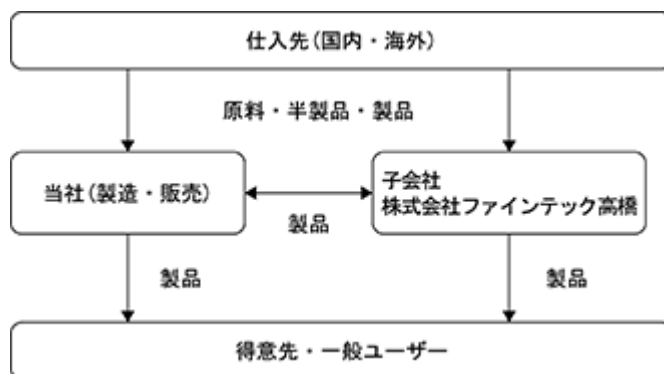 仕入先(国内・海外)
原料・半製品・製品
当社(製造・販売)
子会社
株式会社ファインテック高橋
製品
製品
製品
得意先・一般ユーザー